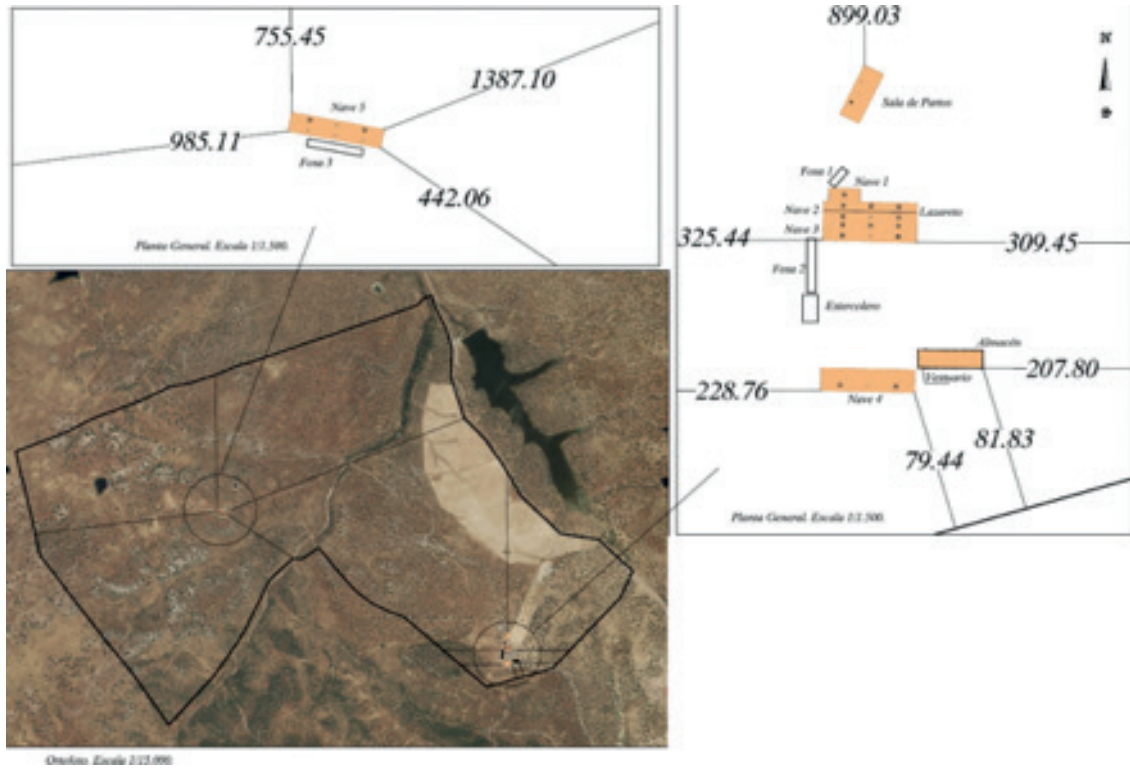 755.45
1387.10
Nave 5
985.11
Fosa 3
442.06
Planta General. Escala 1/1.500.
899.03
N
Sala de Partos
Fosa 1
Nave 1
Nave 2
Lazareto
Nave 3
325.44
309.45
Fosa 2
Estercolero
Almacén
Vestuario
207.80
228.76
Nave 4
81.83
79.44
Planta General. Escala 1/1.500.
Ortofoto. Escala 1/15.000.